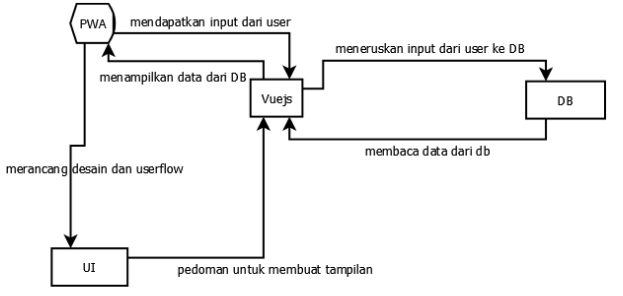 PWA
mendapatkan input dari user
meneruskan input dari user ke DB
menampilkan data dari DB
Vuejs
DB
membaca data dari db
merancang desain dan userflow
UI
pedoman untuk membuat tampilan